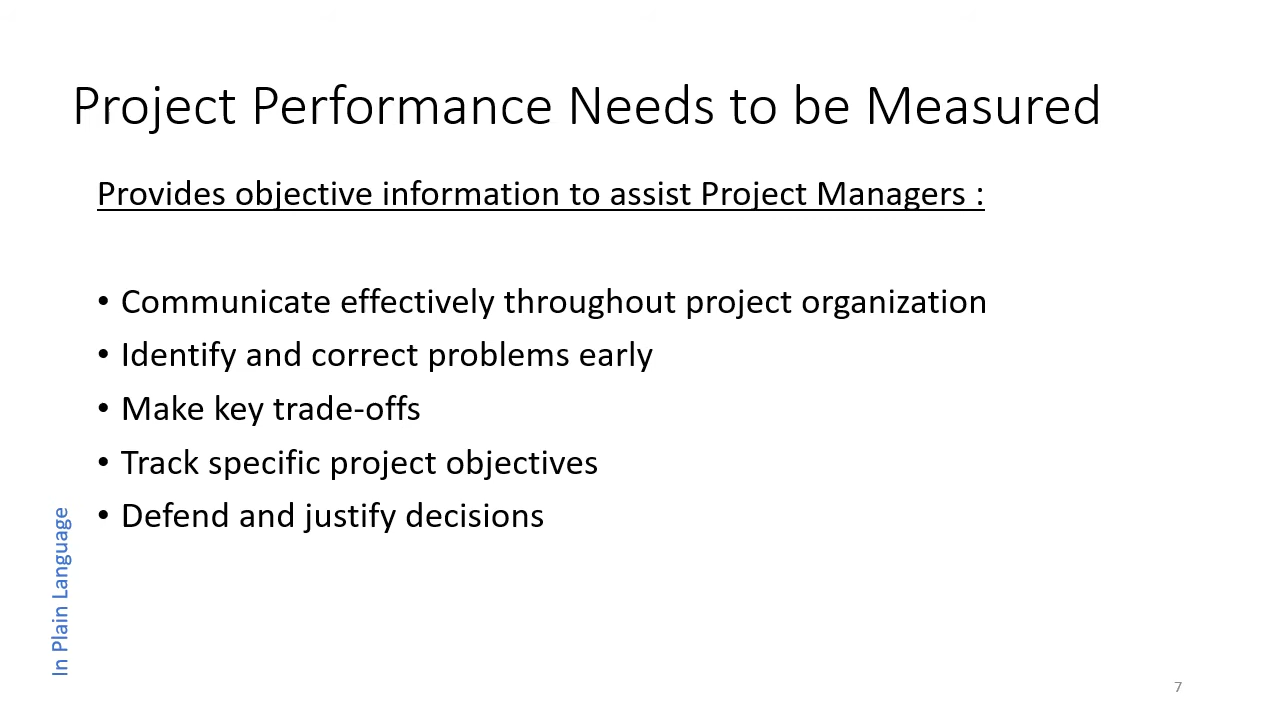 Project Performance Needs to be Measured
Provides objective information to assist Project Managers :
• Communicate effectively throughout project organization
• Identify and correct problems early
• Make key trade-offs
• Track specific project objectives
• Defend and justify decisions
In Plain Language
7